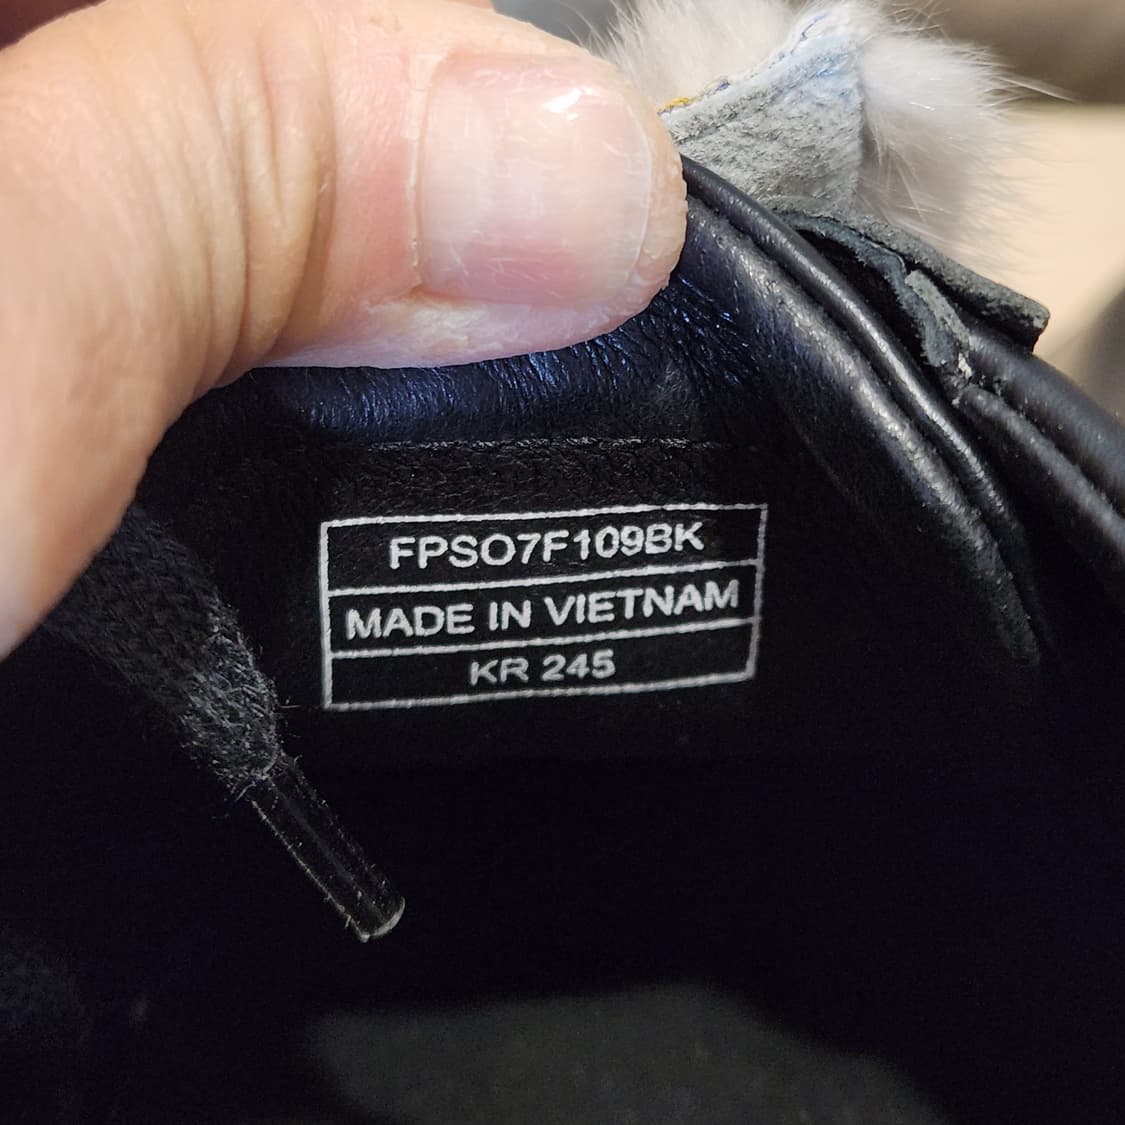 FPSO7F109BK
MADE IN VIETNAM
KR 245